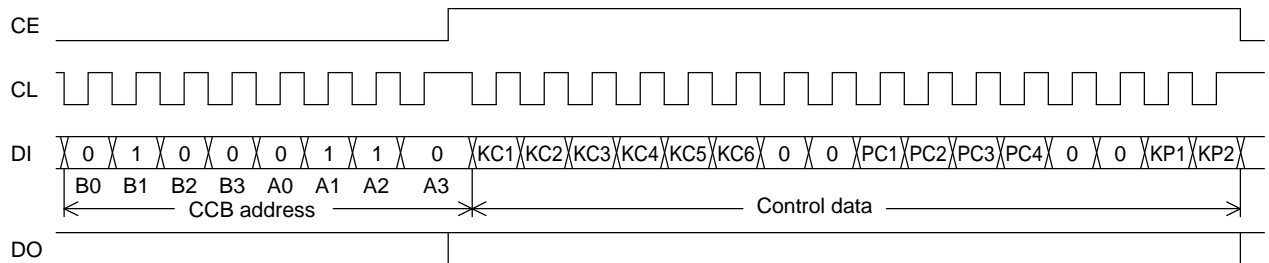 CE
CL
DI 0 1 0 0 0 1 1 0 KC1 KC2 KC3 KC4 KC5 KC6 0 0 PC1 PC2 PC3 PC4 0 0 KP1 KP2
B0 B1 B2 B3 A0 A1 A2 A3
CCB address Control data
DO